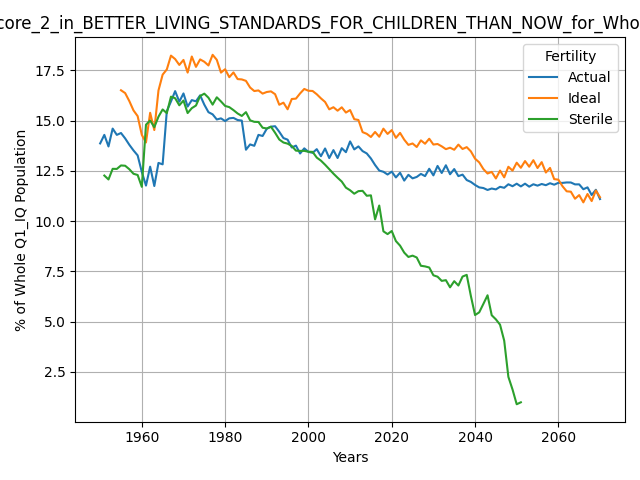 core_2_in_BETTER_LIVING_STANDARDS_FOR_CHILDREN_THAN_NOW_for_Who
Fertility
Actual
Ideal
Sterile
% of Whole Q1_IQ Population
17.5
15.0
12.5
10.0
7.5
5.0
2.5
1960 1980 2000 2020 2040 2060
Years